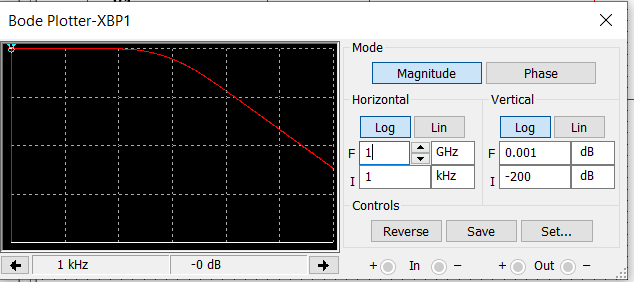 Bode Plotter-XBP1
Mode
Magnitude Phase
Horizontal Vertical
Log Lin Log Lin
F 1 GHz F 0.001 dB
I 1 kHz I -200 dB
Controls
Reverse Save Set...
1 kHz -0 dB
+ In − + Out −